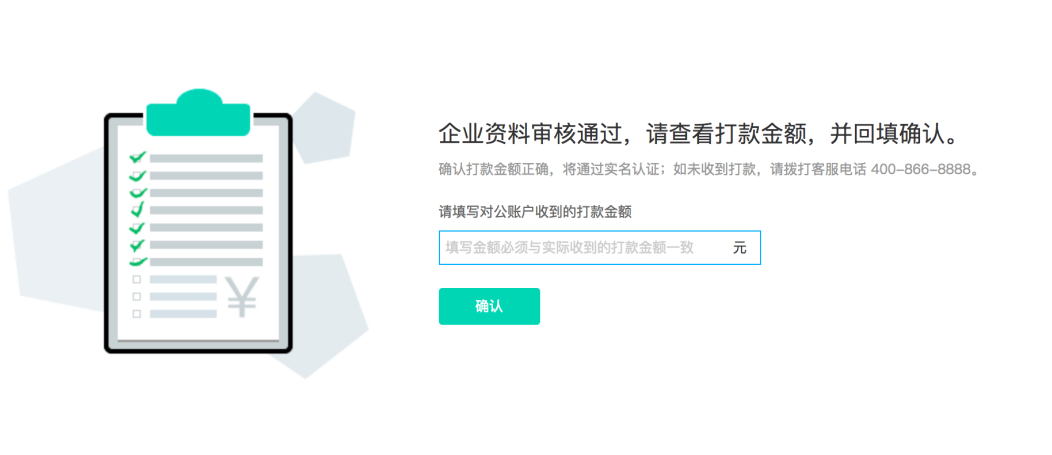 企业资料审核通过，请查看打款金额，并回填确认。
确认打款金额正确，将通过实名认证；如未收到打款，请拨打客服电话 400-866-8888。
请填写对公账户收到的打款金额
填写金额必须与实际收到的打款金额一致 元
确认
¥